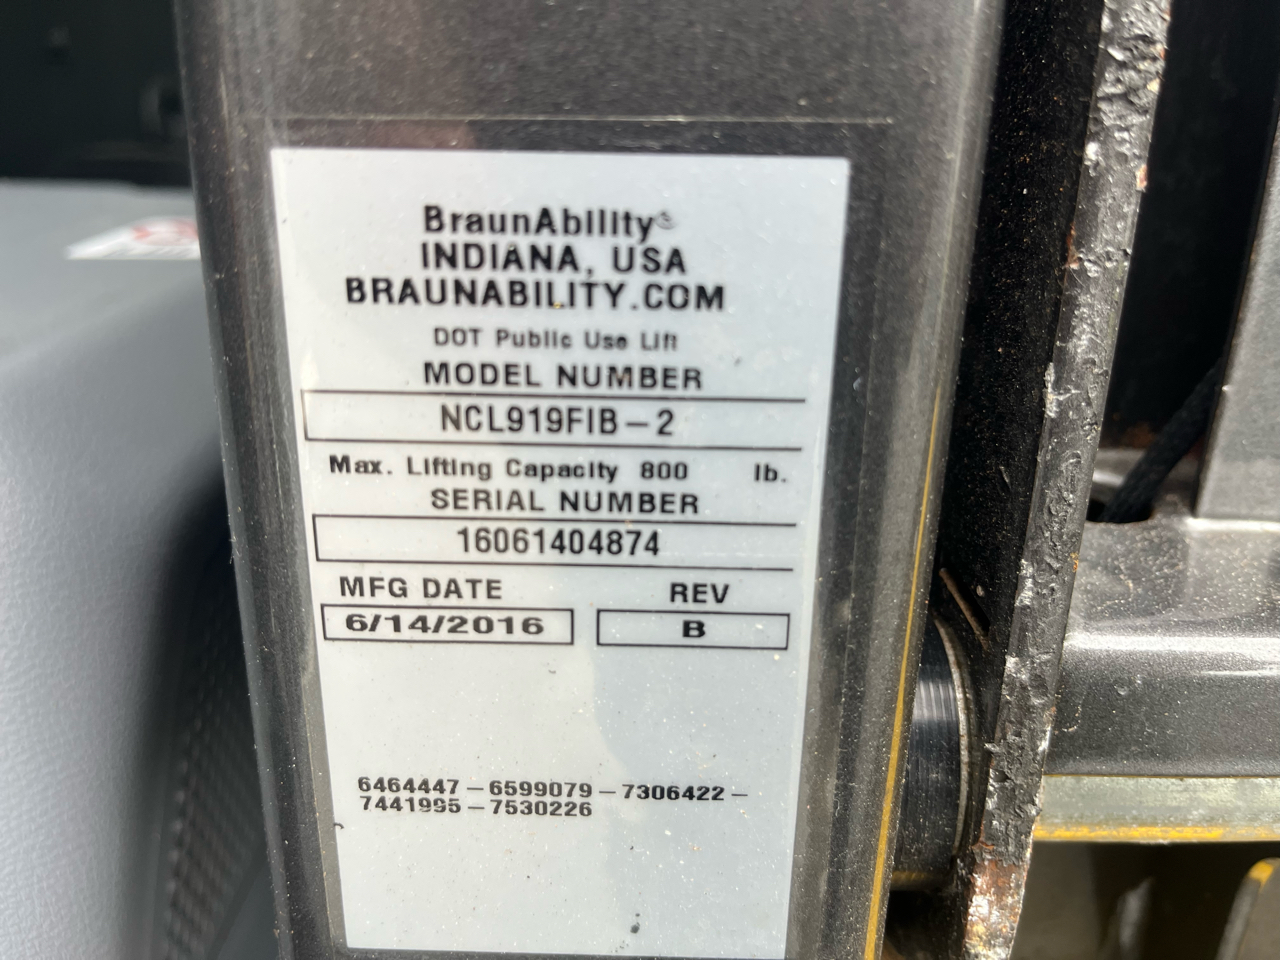 BraunAbility®
INDIANA, USA
BRAUNABILITY.COM
DOT Public Use Lift
MODEL NUMBER
NCL919FIB-2
Max. Lifting Capacity 800 lb.
SERIAL NUMBER
16061404874
MFG DATE REV
6/14/2016 B
6464447-6599079-7306422-
7441995-7530226